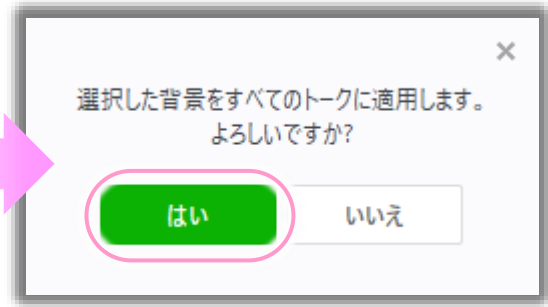 選択した背景をすべてのトークに適用します。
よろしいですか?
はい
いいえ